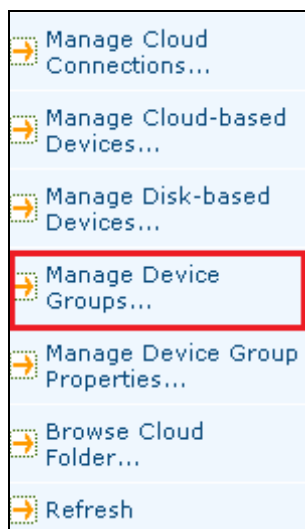 Manage Cloud
Connections...
Manage Cloud-based
Devices...
Manage Disk-based
Devices...
Manage Device
Groups...
Manage Device Group
Properties...
Browse Cloud
Folder...
Refresh